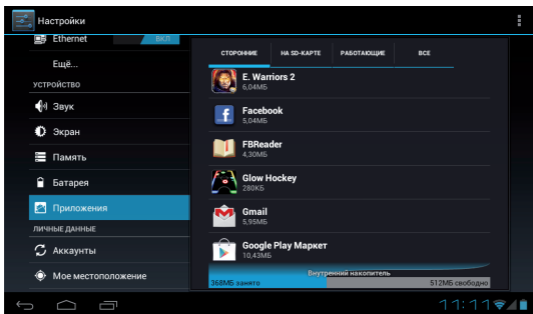 Настройки
Ethernet
ВКЛ
Ещё...
УСТРОЙСТВО
Звук
Экран
Память
Батарея
Приложения
ЛИЧНЫЕ ДАННЫЕ
Аккаунты
Мое местоположение
СТОРОННИЕ НА SD-КАРТЕ РАБОТАЮЩИЕ ВСЕ
E. Warriors 2
6,04МБ
Facebook
5,04МБ
FBReader
4,30МБ
Glow Hockey
280КБ
Gmail
5,95МБ
Google Play Маркет
10,43МБ
Внутренний накопитель
368МБ занято 512МБ свободно
11:11